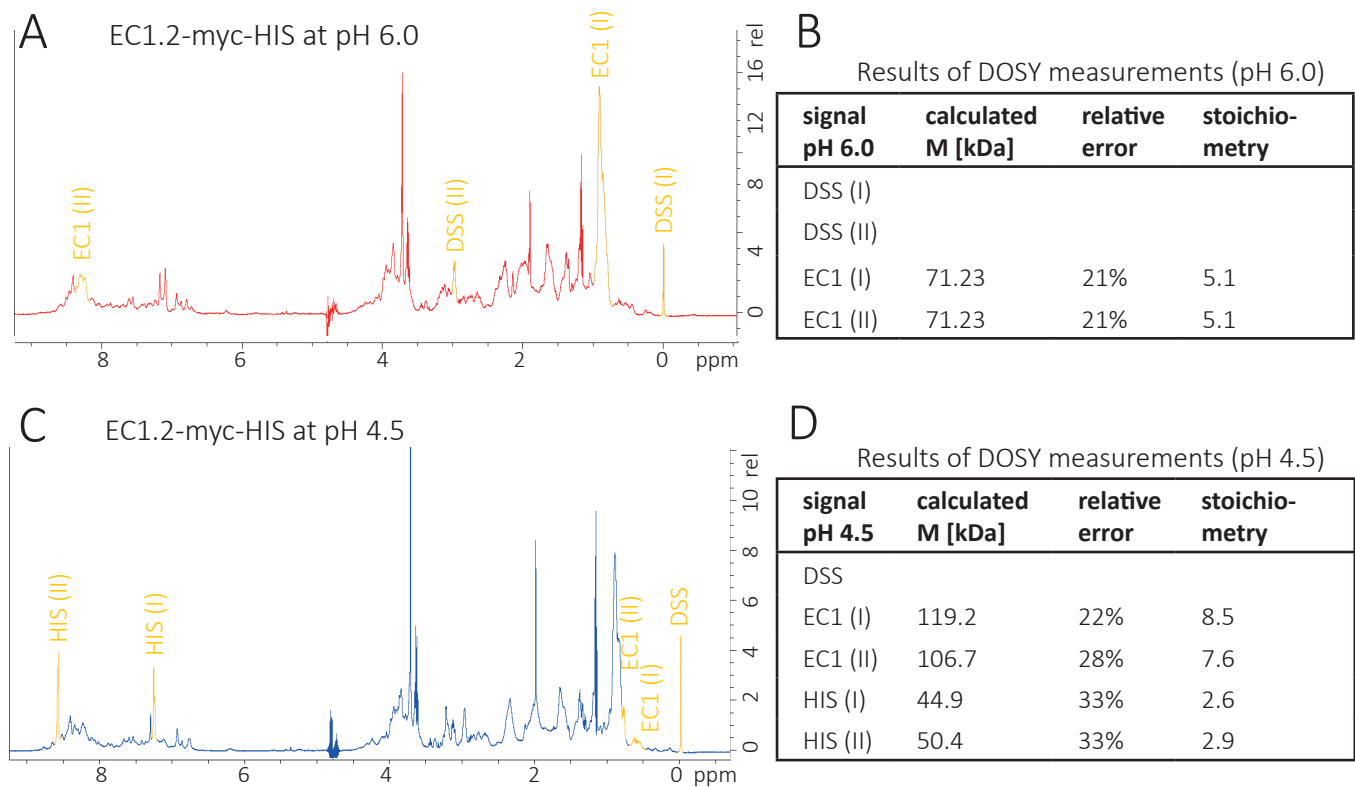 A
EC1.2-myc-HIS at pH 6.0
EC1 (II)
DSS (II)
EC1 (I)
DSS (I)
16 rel
12
8
4
0
8 6 4 2 0 ppm
B
Results of DOSY measurements (pH 6.0)
signal calculated relative stoichio-
pH 6.0 M [kDa] error metry
DSS (I)
DSS (II)
EC1 (I) 71.23 21% 5.1
EC1 (II) 71.23 21% 5.1
C
EC1.2-myc-HIS at pH 4.5
HIS (II)
HIS (I)
EC1 (II)
EC1 (I)
DSS
rel
10
8
6
4
2
0
8 6 4 2 0 ppm
D
Results of DOSY measurements (pH 4.5)
signal calculated relative stoichio-
pH 4.5 M [kDa] error metry
DSS
EC1 (I) 119.2 22% 8.5
EC1 (II) 106.7 28% 7.6
HIS (I) 44.9 33% 2.6
HIS (II) 50.4 33% 2.9